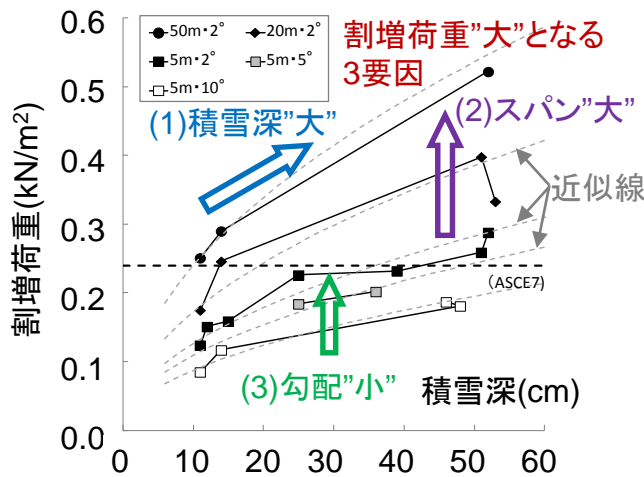 50m・2°
20m・2°
5m・2°
5m・5°
5m・10°
割増荷重”大”となる
3要因
(1)積雪深”大”
(2)スパン”大”
近似線
(ASCE7)
(3)勾配”小”
積雪深(cm)
割増荷重(kN/m²)
0.6
0.5
0.4
0.3
0.2
0.1
0.0
0 10 20 30 40 50 60